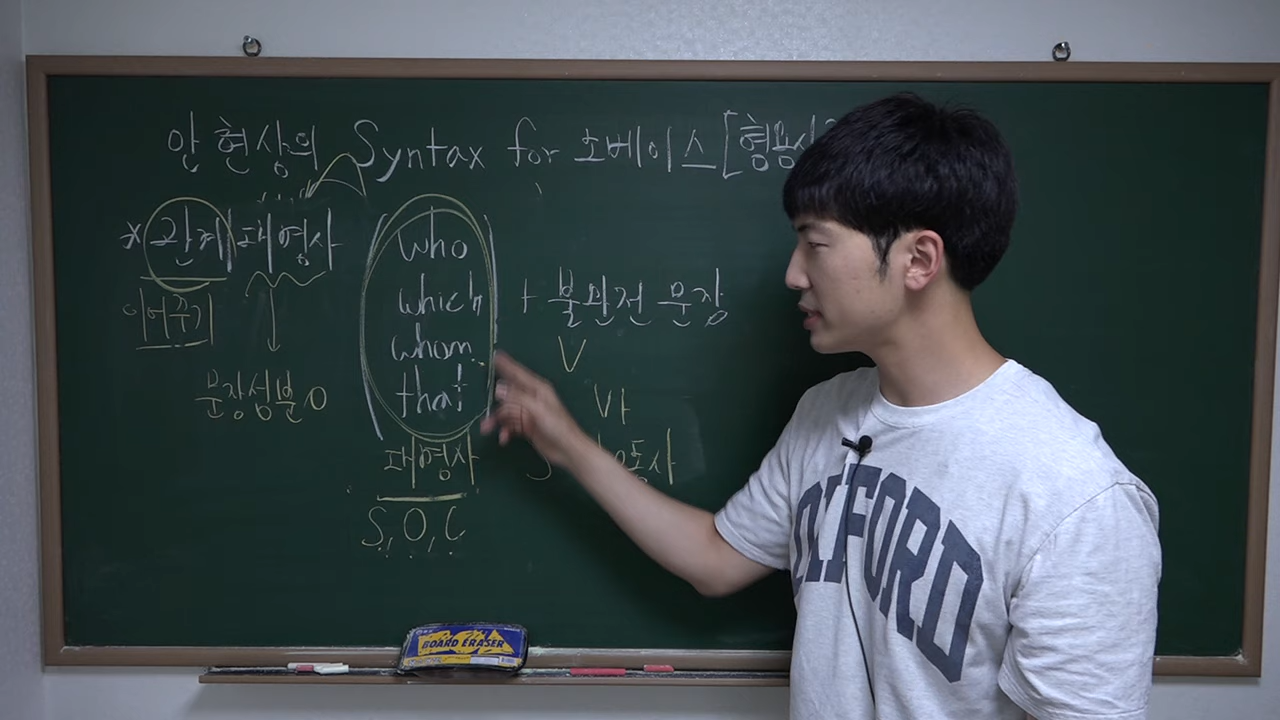 안현상의 Syntax for 노베이스 [형용사
* 관계 대명사
이어주기
문장성분 O
who
which
whom
that
대명사
S, O, C
+ 불완전 문장
V
OXFORD
BOARD ERASER